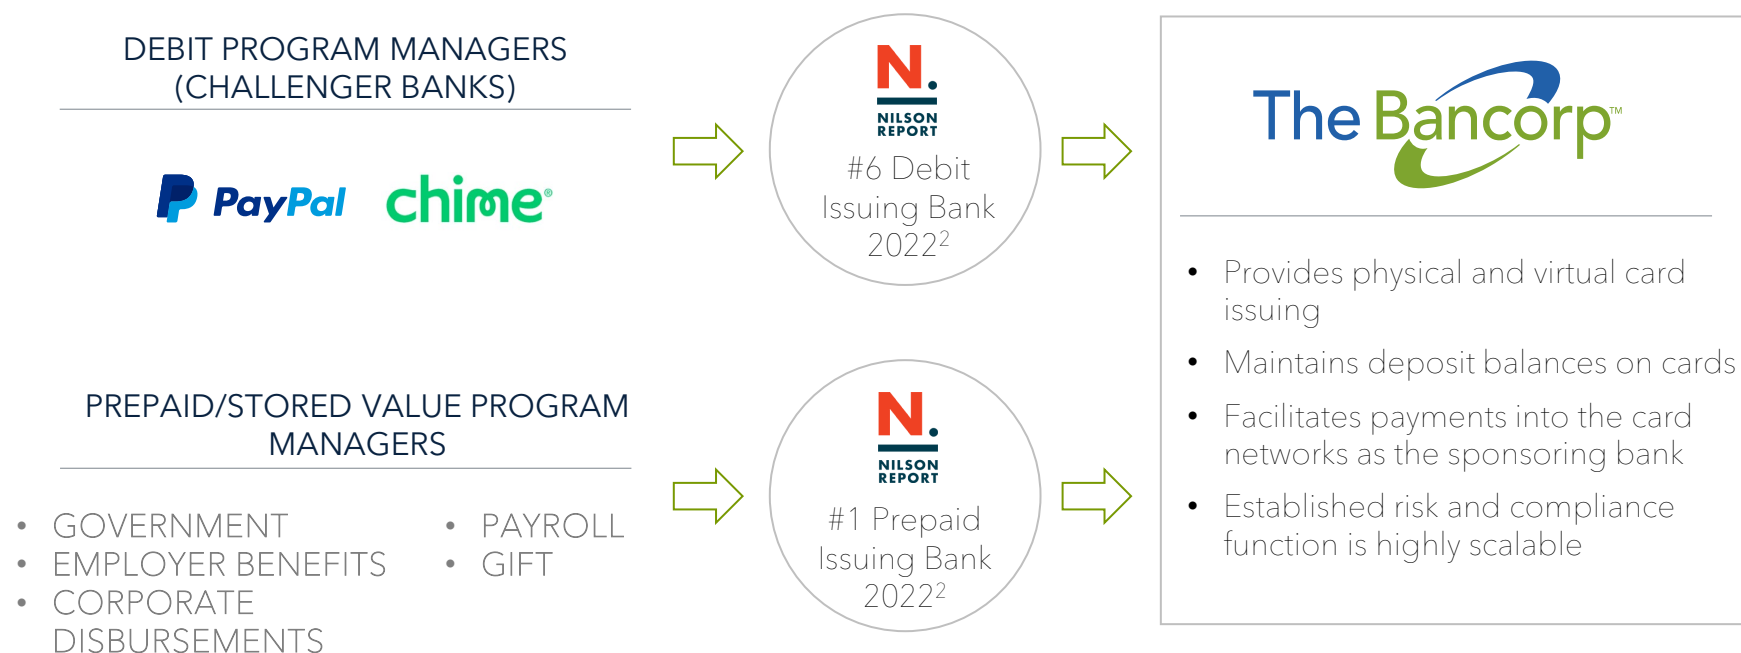 DEBIT PROGRAM MANAGERS
(CHALLENGER BANKS)
PayPal
chime®
N.
NILSON
REPORT
#6 Debit
Issuing Bank
2022²
PREPAID/STORED VALUE PROGRAM
MANAGERS
• GOVERNMENT
• EMPLOYER BENEFITS
• CORPORATE
DISBURSEMENTS
• PAYROLL
• GIFT
N.
NILSON
REPORT
#1 Prepaid
Issuing Bank
2022²
The Bancorp™
• Provides physical and virtual card
issuing
• Maintains deposit balances on cards
• Facilitates payments into the card
networks as the sponsoring bank
• Established risk and compliance
function is highly scalable